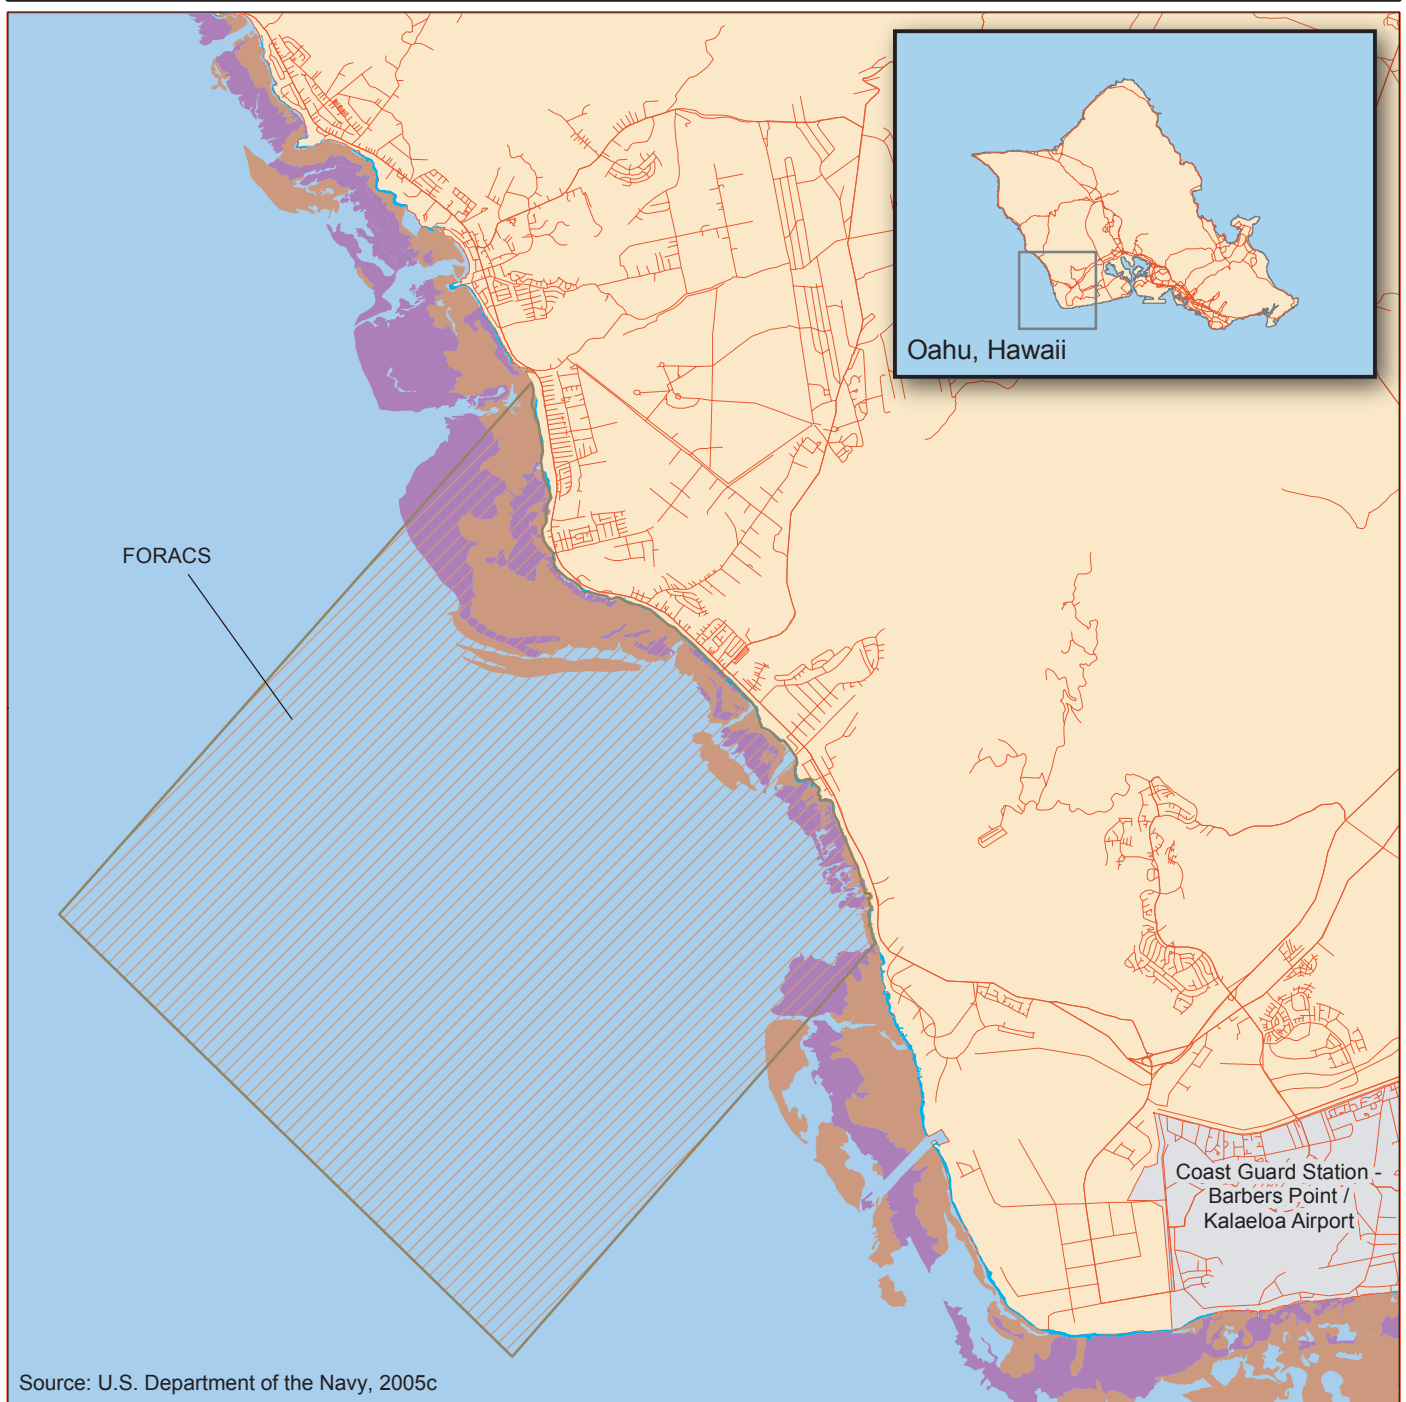 Oahu, Hawaii
FORACS
Coast Guard Station -
Barbers Point /
Kalaeloa Airport
Source: U.S. Department of the Navy, 2005c